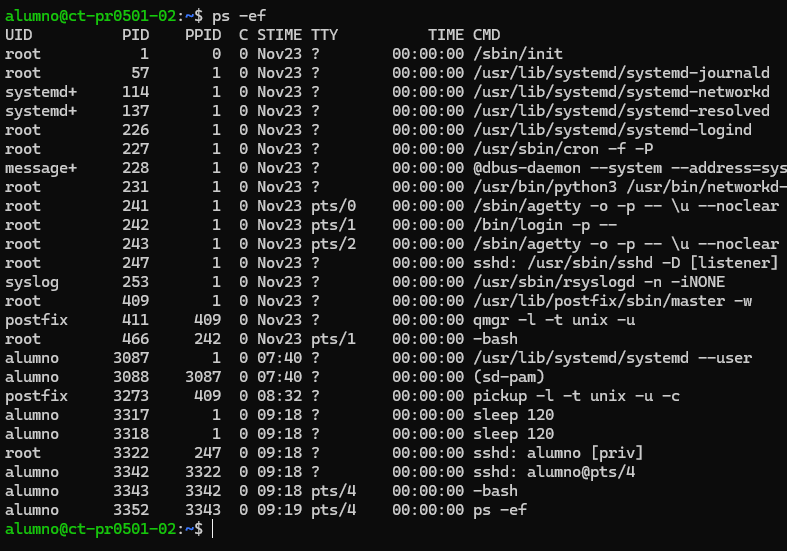 alumno@ct-pr0501-02:~$ ps -ef
UID          PID    PPID  C STIME TTY          TIME CMD
root           1       0  0 Nov23 ?        00:00:00 /sbin/init
root          57       1  0 Nov23 ?        00:00:00 /usr/lib/systemd/systemd-journald
systemd+     114       1  0 Nov23 ?        00:00:00 /usr/lib/systemd/systemd-networkd
systemd+     137       1  0 Nov23 ?        00:00:00 /usr/lib/systemd/systemd-resolved
root         226       1  0 Nov23 ?        00:00:00 /usr/lib/systemd/systemd-logind
root         227       1  0 Nov23 ?        00:00:00 /usr/sbin/cron -f -P
message+     228       1  0 Nov23 ?        00:00:00 @dbus-daemon --system --address=sys
root         231       1  0 Nov23 ?        00:00:00 /usr/bin/python3 /usr/bin/networkd-
root         241       1  0 Nov23 pts/0    00:00:00 /sbin/agetty -o -p -- \u --noclear
root         242       1  0 Nov23 pts/1    00:00:00 /bin/login -p --
root         243       1  0 Nov23 pts/2    00:00:00 /sbin/agetty -o -p -- \u --noclear
root         247       1  0 Nov23 ?        00:00:00 sshd: /usr/sbin/sshd -D [listener]
syslog       253       1  0 Nov23 ?        00:00:00 /usr/sbin/rsyslogd -n -iNONE
root         409       1  0 Nov23 ?        00:00:00 /usr/lib/postfix/sbin/master -w
postfix      411     409  0 Nov23 ?        00:00:00 qmgr -l -t unix -u
root         466     242  0 Nov23 pts/1    00:00:00 -bash
alumno      3087       1  0 07:40 ?        00:00:00 /usr/lib/systemd/systemd --user
alumno      3088    3087  0 07:40 ?        00:00:00 (sd-pam)
postfix     3273     409  0 08:32 ?        00:00:00 pickup -l -t unix -u -c
alumno      3317       1  0 09:18 ?        00:00:00 sleep 120
alumno      3318       1  0 09:18 ?        00:00:00 sleep 120
root        3322     247  0 09:18 ?        00:00:00 sshd: alumno [priv]
alumno      3342    3322  0 09:18 ?        00:00:00 sshd: alumno@pts/4
alumno      3343    3342  0 09:18 pts/4    00:00:00 -bash
alumno      3352    3343  0 09:19 pts/4    00:00:00 ps -ef
alumno@ct-pr0501-02:~$